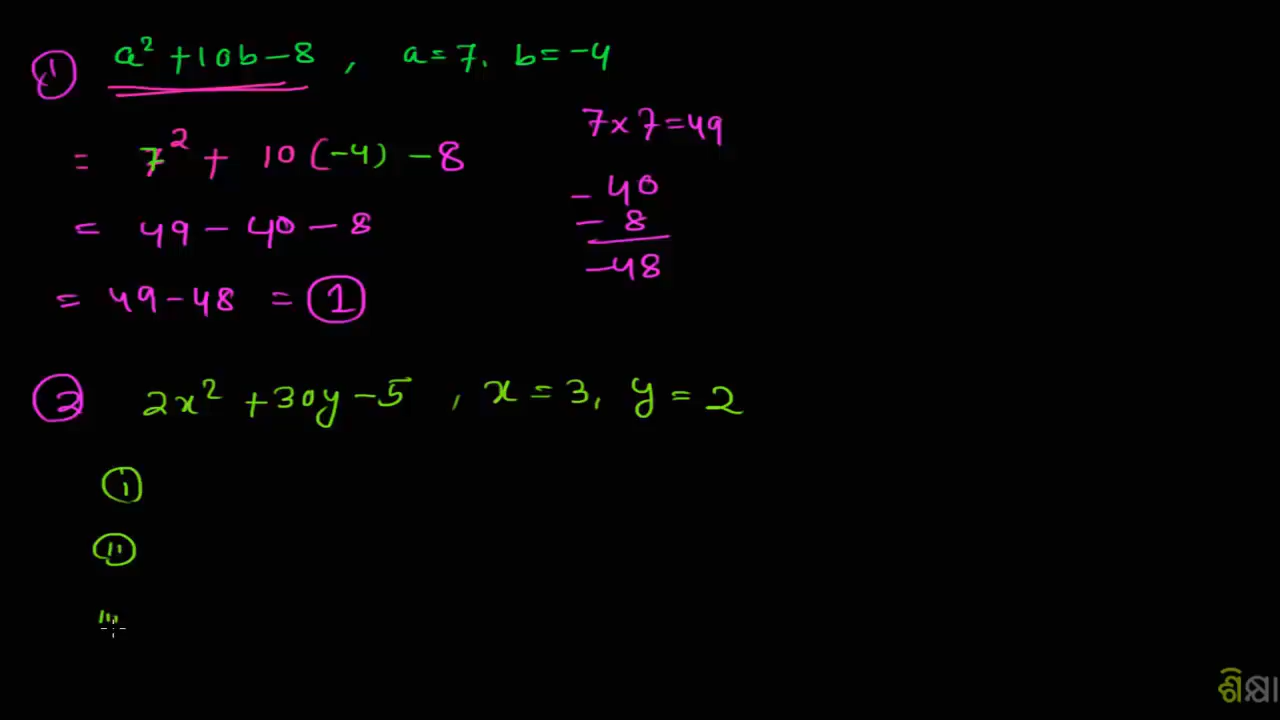 ① a² + 10b - 8 , a = 7. b = -4
= 7² + 10 (-4) - 8
7 × 7 = 49
= 49 - 40 - 8
- 40
- 8
-48
= 49 - 48 = 1
② 2x² + 30y - 5 , x = 3, y = 2
i
ii
iii
ଶିକ୍ଷା